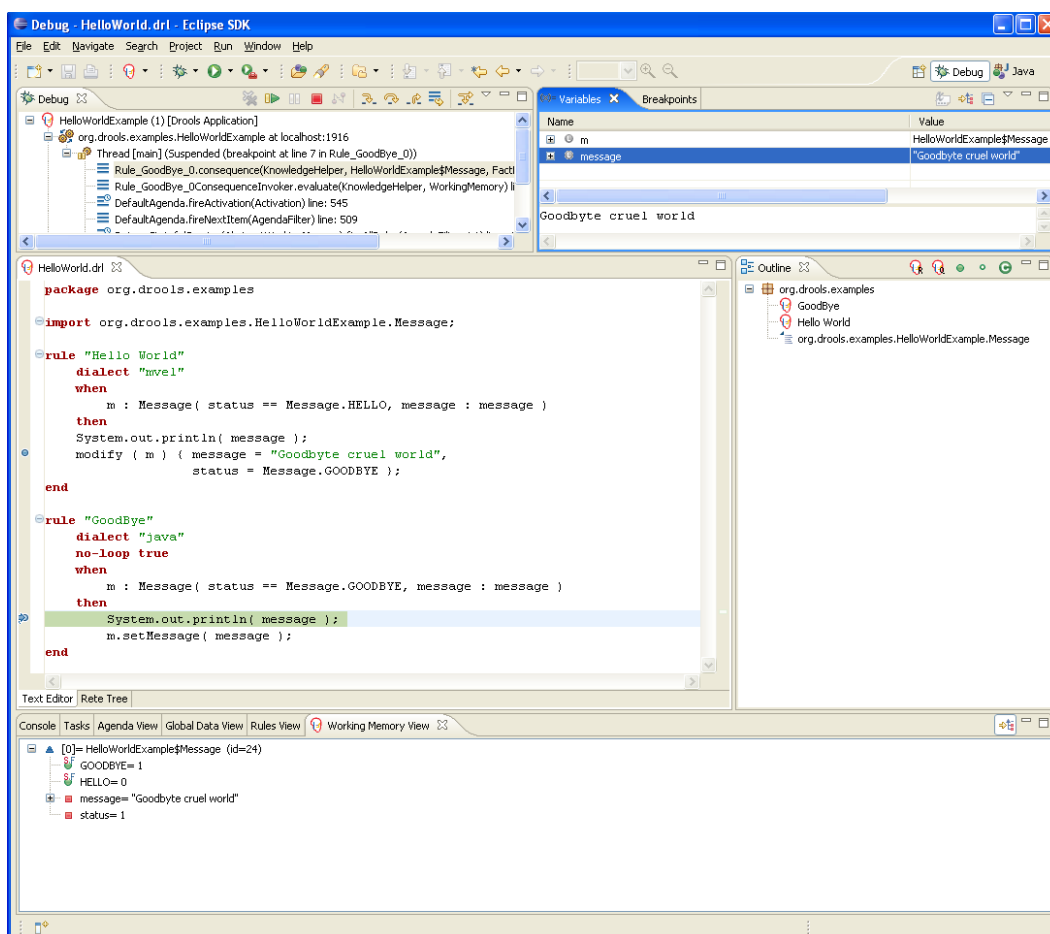 Debug - HelloWorld.drl - Eclipse SDK
File Edit Navigate Search Project Run Window Help
Debug Java
Debug
HelloWorldExample (1) [Drools Application]
org.drools.examples.HelloWorldExample at localhost:1916
Thread [main] (Suspended (breakpoint at line 7 in Rule_GoodBye_0))
Rule_GoodBye_0.consequence(KnowledgeHelper, HelloWorldExample$Message, FactH
Rule_GoodBye_0ConsequenceInvoker.evaluate(KnowledgeHelper, WorkingMemory) li
DefaultAgenda.fireActivation(Activation) line: 545
DefaultAgenda.fireNextItem(AgendaFilter) line: 509
Variables Breakpoints
Name Value
m HelloWorldExample$Message
message "Goodbyte cruel world"
Goodbyte cruel world
HelloWorld.drl
package org.drools.examples
import org.drools.examples.HelloWorldExample.Message;
rule "Hello World"
dialect "mvel"
when
m : Message( status == Message.HELLO, message : message )
then
System.out.println( message );
modify ( m ) { message = "Goodbyte cruel world",
status = Message.GOODBYE };
end
rule "GoodBye"
dialect "java"
no-loop true
when
m : Message( status == Message.GOODBYE, message : message )
then
System.out.println( message );
m.setMessage( message );
end
Text Editor Rete Tree
Outline
org.drools.examples
GoodBye
Hello World
org.drools.examples.HelloWorldExample.Message
Console Tasks Agenda View Global Data View Rules View Working Memory View
[0]= HelloWorldExample$Message (id=24)
GOODBYE= 1
HELLO= 0
message= "Goodbyte cruel world"
status= 1